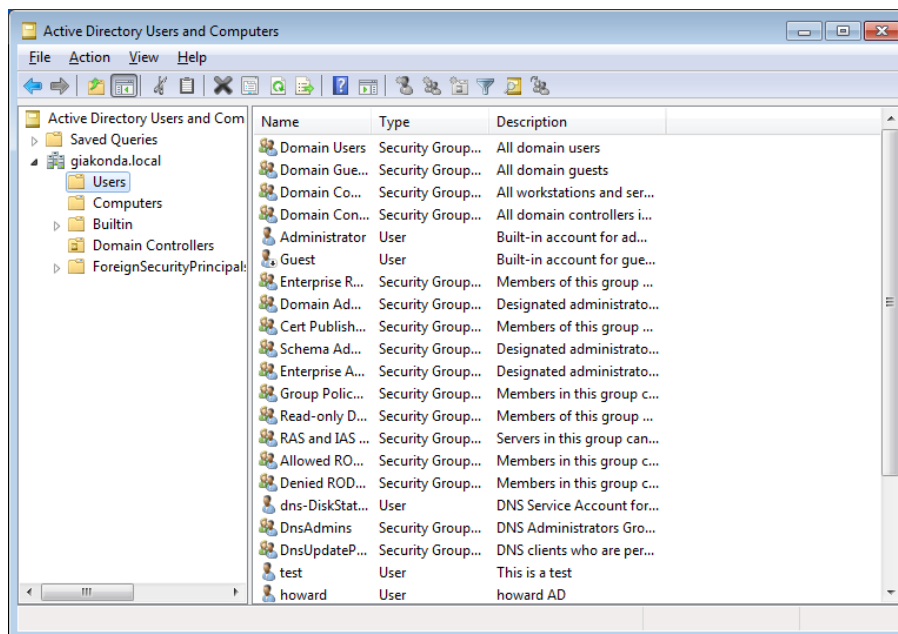 Active Directory Users and Computers
File Action View Help
Active Directory Users and Com
Saved Queries
giakonda.local
Users
Computers
Builtin
Domain Controllers
ForeignSecurityPrincipals
Name Type Description
Domain Users Security Group... All domain users
Domain Gue... Security Group... All domain guests
Domain Co... Security Group... All workstations and ser...
Domain Con... Security Group... All domain controllers i...
Administrator User Built-in account for ad...
Guest User Built-in account for gue...
Enterprise R... Security Group... Members of this group ...
Domain Ad... Security Group... Designated administrato...
Cert Publish... Security Group... Members of this group ...
Schema Ad... Security Group... Designated administrato...
Enterprise A... Security Group... Designated administrato...
Group Polic... Security Group... Members in this group c...
Read-only D... Security Group... Members of this group ...
RAS and IAS ... Security Group... Servers in this group can...
Allowed RO... Security Group... Members in this group c...
Denied ROD... Security Group... Members in this group c...
dns-DiskStat... User DNS Service Account for...
DnsAdmins Security Group... DNS Administrators Gro...
DnsUpdateP... Security Group... DNS clients who are per...
test User This is a test
howard User howard AD